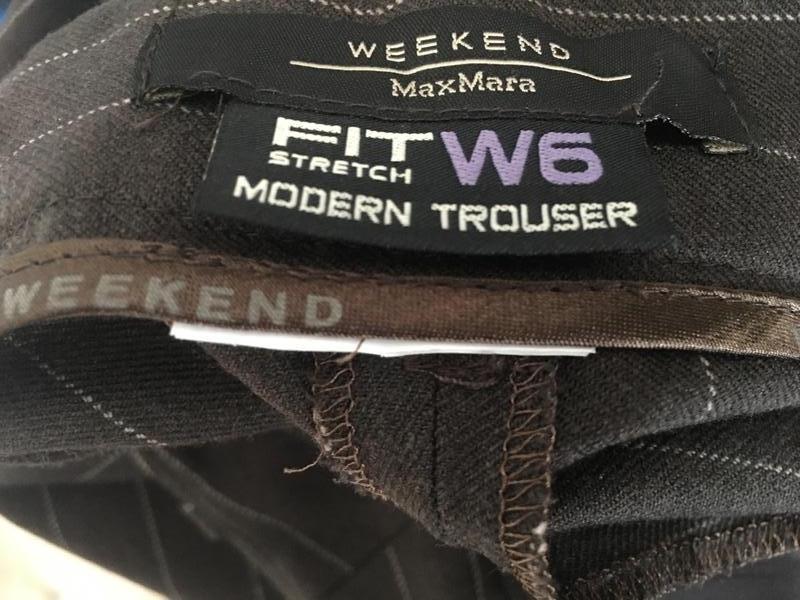 WEEKEND
MaxMara
FIT W6
STRETCH
MODERN TROUSER
WEEKEND